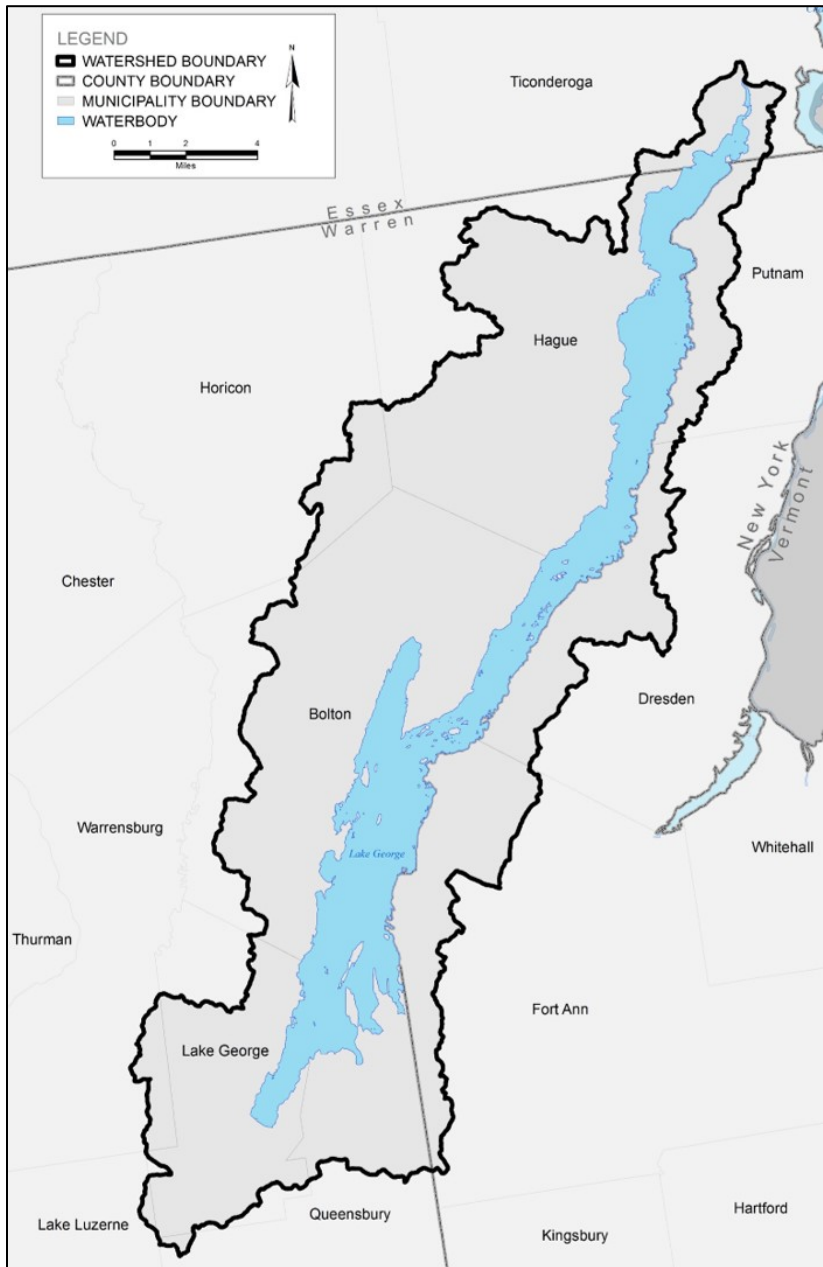 LEGEND
WATERSHED BOUNDARY
COUNTY BOUNDARY
MUNICIPALITY BOUNDARY
WATERBODY
N
0 1 2 4
Miles
Ticonderoga
Essex
Warren
Putnam
Hague
Horicon
New York
Vermont
Chester
Dresden
Bolton
Warrensburg
Whitehall
Lake George
Thurman
Fort Ann
Lake George
Hartford
Queensbury
Lake Luzerne
Kingsbury